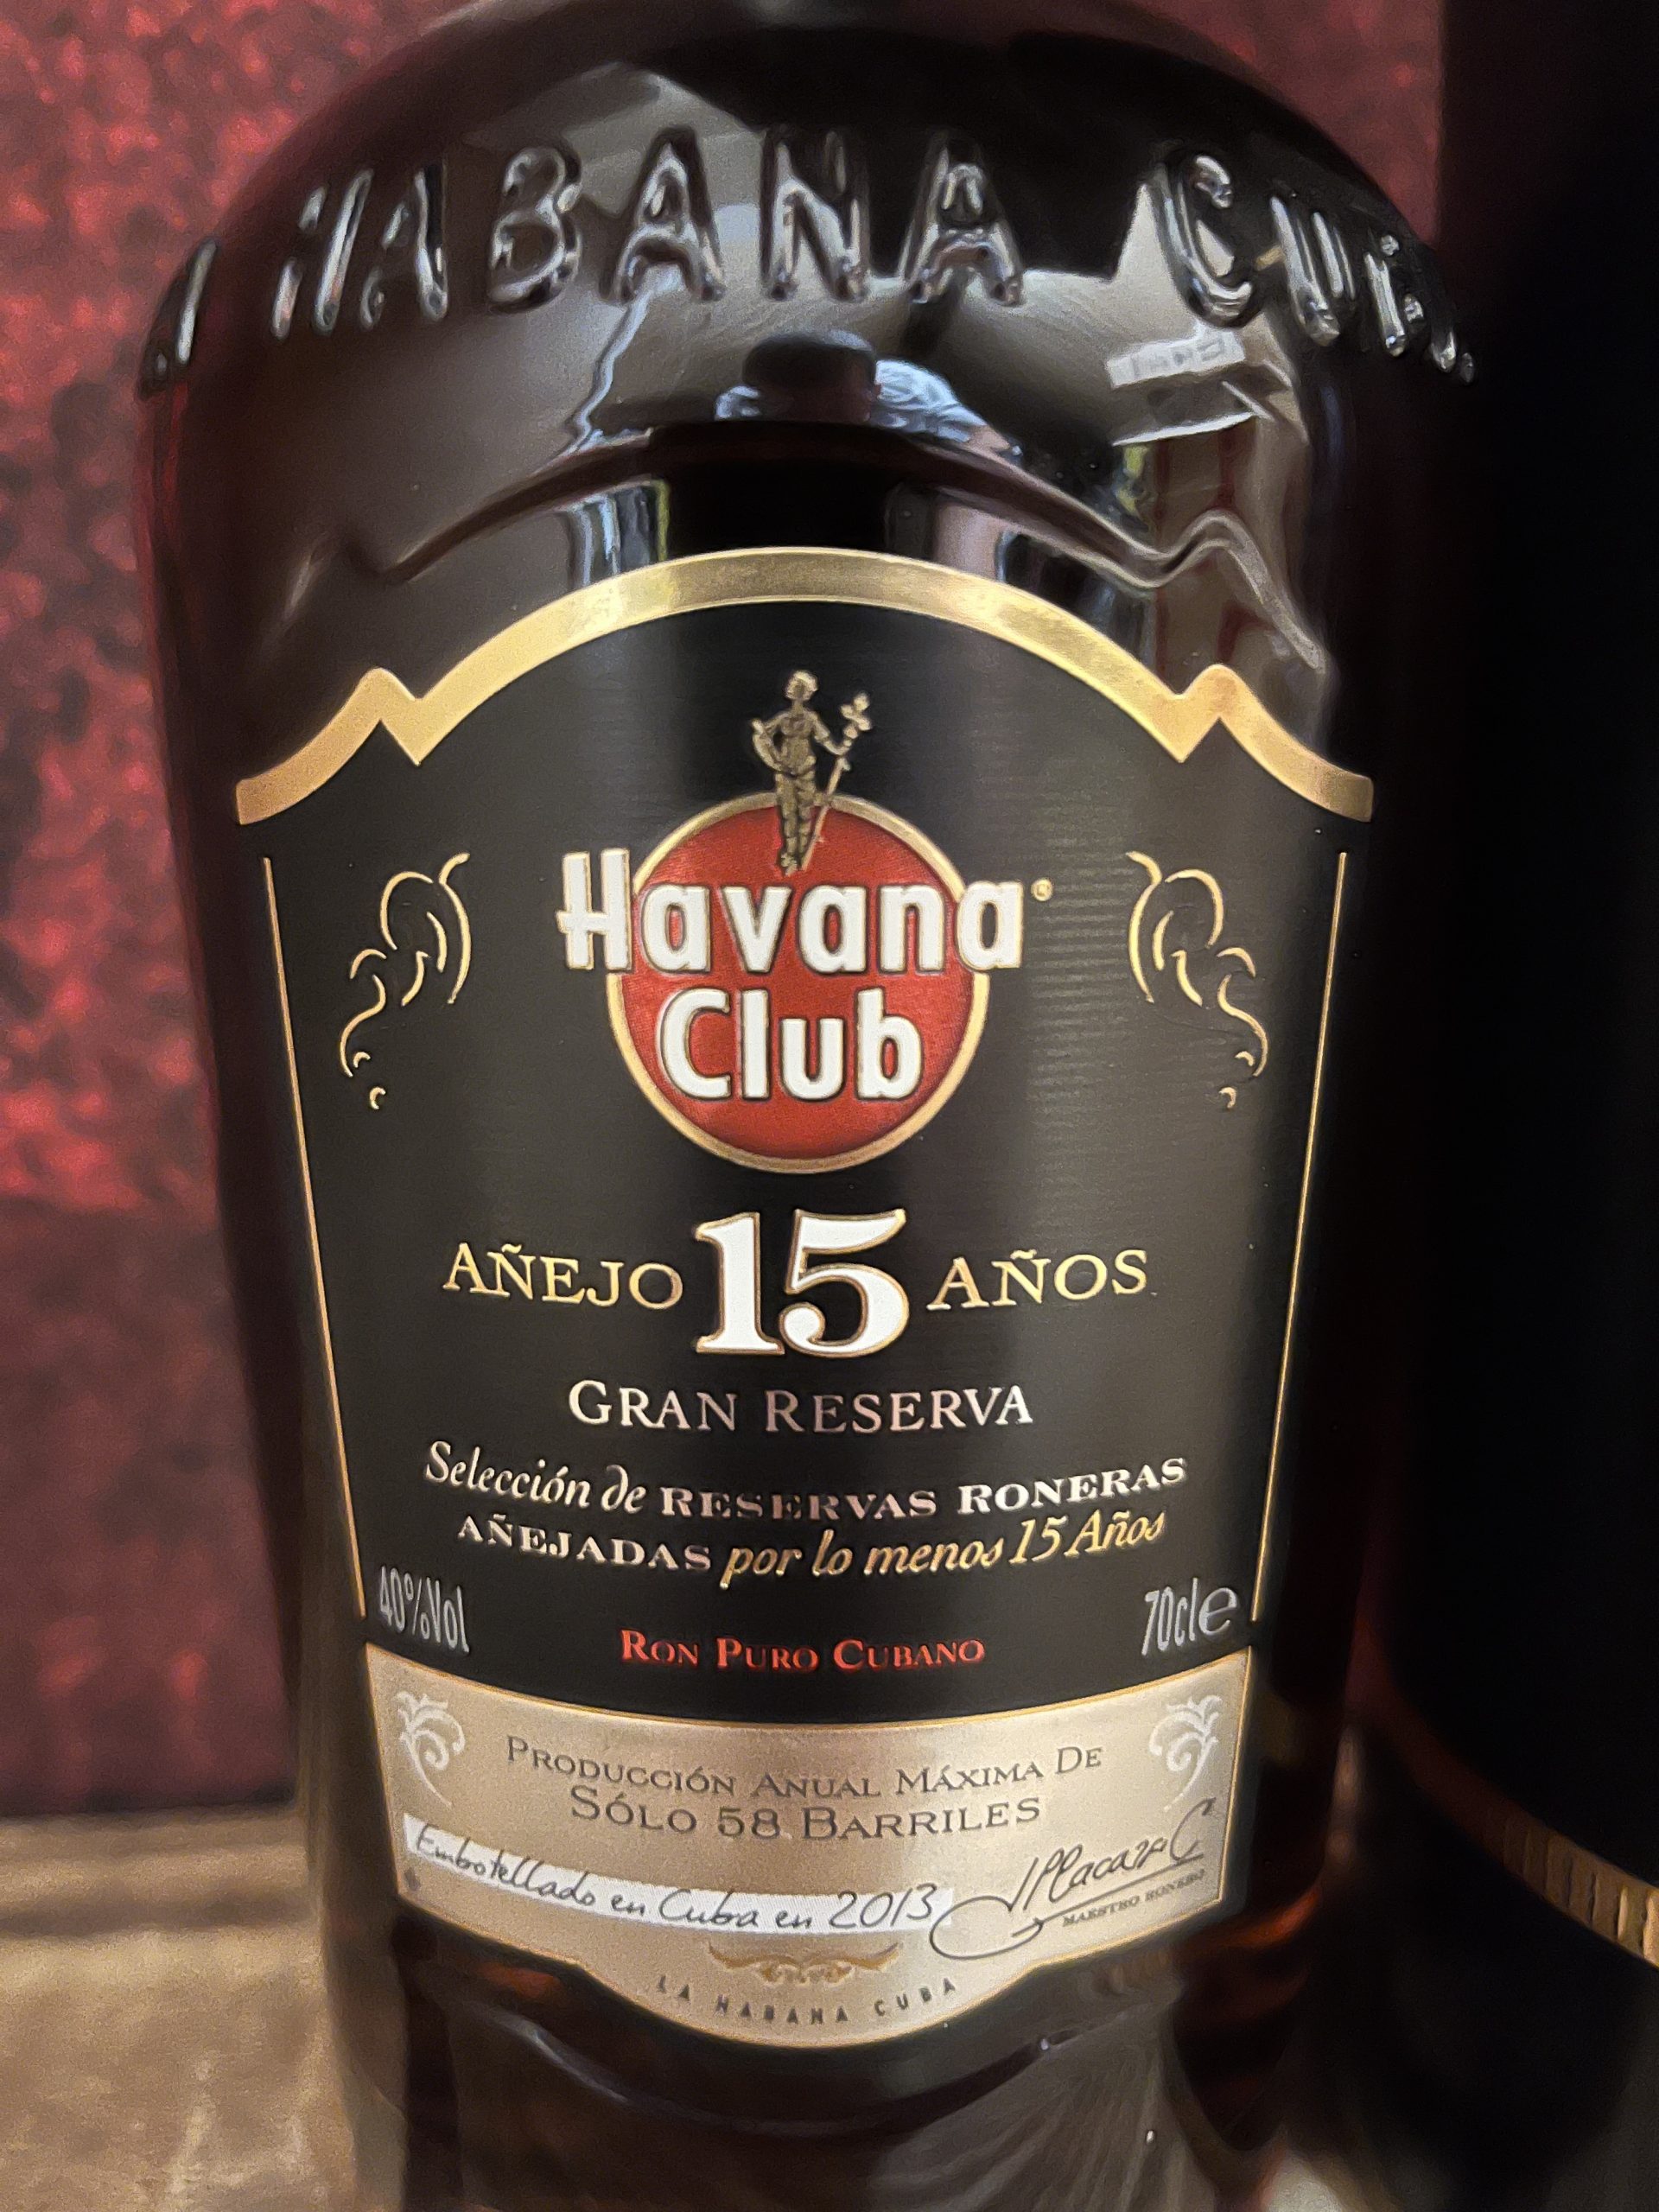 HABANA CU
Havana®
Club
AÑEJO 15 AÑOS
GRAN RESERVA
Selección de RESERVAS RONERAS
AÑEJADAS por lo menos 15 Años
40%Vol
70cle
RON PURO CUBANO
PRODUCCIÓN ANUAL MÁXIMA DE
SÓLO 58 BARRILES
Embotellado en Cuba en 2013
MAESTRO RONERO
LA HABANA CUBA